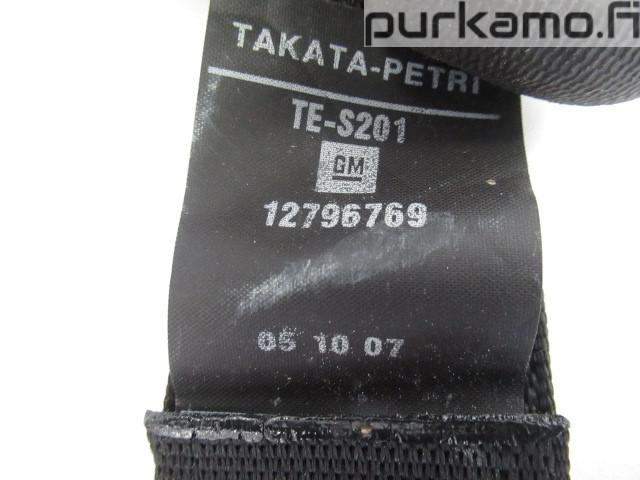 purkamo.fi
TAKATA-PETRI
TE-S201
GM
12796769
05 10 07